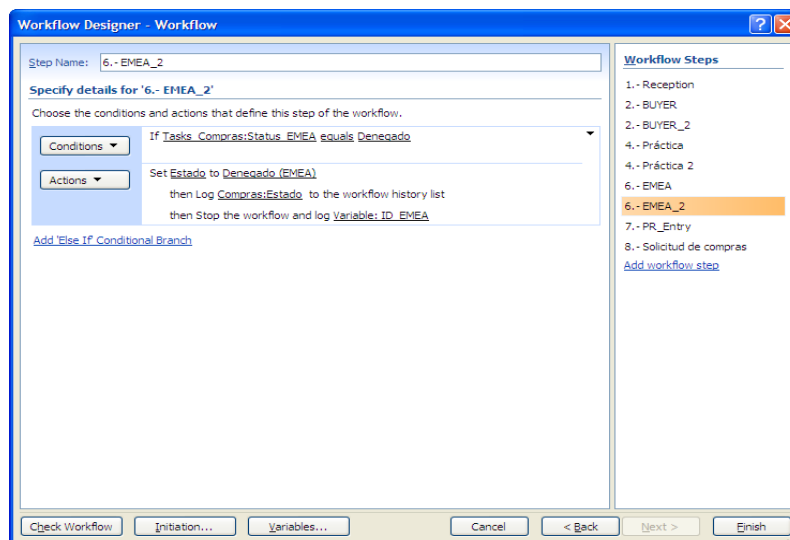 Workflow Designer - Workflow
Step Name: 6.- EMEA_2
Specify details for '6.- EMEA_2'
Choose the conditions and actions that define this step of the workflow.
Conditions
If Tasks_Compras:Status_EMEA equals Denegado
Actions
Set Estado to Denegado (EMEA)
then Log Compras:Estado to the workflow history list
then Stop the workflow and log Variable: ID_EMEA
Add 'Else If' Conditional Branch
Workflow Steps
1.- Reception
2.- BUYER
2.- BUYER_2
4.- Práctica
4.- Práctica 2
6.- EMEA
6.- EMEA_2
7.- PR_Entry
8.- Solicitud de compras
Add workflow step
Check Workflow
Initiation...
Variables...
Cancel
< Back
Next >
Finish